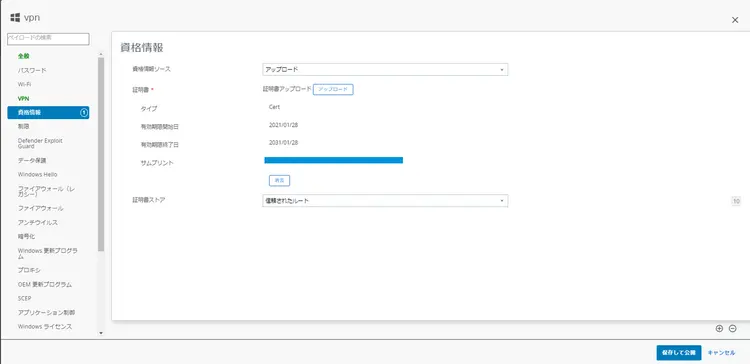 vpn
ペイロードの検索
全般
パスワード
Wi-Fi
VPN
資格情報 1
制限
Defender Exploit
Guard
データ保護
Windows Hello
ファイアウォール（レ
ガシー）
ファイアウォール
アンチウイルス
暗号化
Windows 更新プログラ
ム
プロキシ
OEM 更新プログラム
SCEP
アプリケーション制御
Windows ライセンス
資格情報
資格情報ソース アップロード
証明書 * 証明書アップロード アップロード
タイプ Cert
有効期限開始日 2021/01/28
有効期限終了日 2031/01/28
サムプリント
証明書ストア 信頼されたルート
10
保存して公開 キャンセル